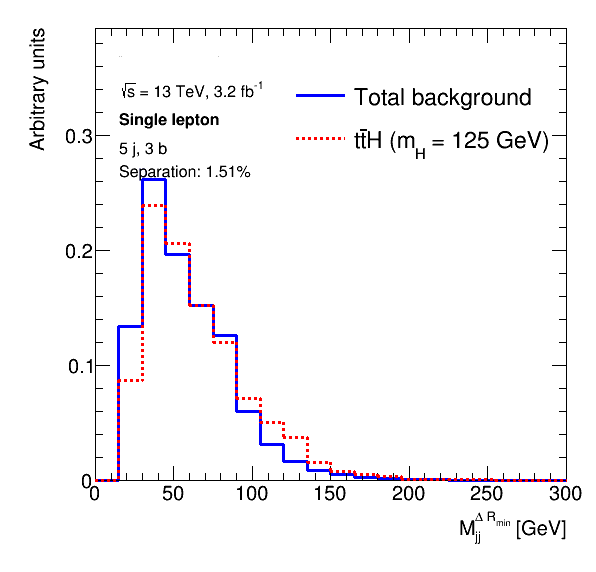 Arbitrary units
√s = 13 TeV, 3.2 fb⁻¹
Single lepton
5 j, 3 b
Separation: 1.51%
Total background
tt̄H (m_H = 125 GeV)
0.3
0.2
0.1
0
0 50 100 150 200 250 300
M_jj^{Δ R_min} [GeV]